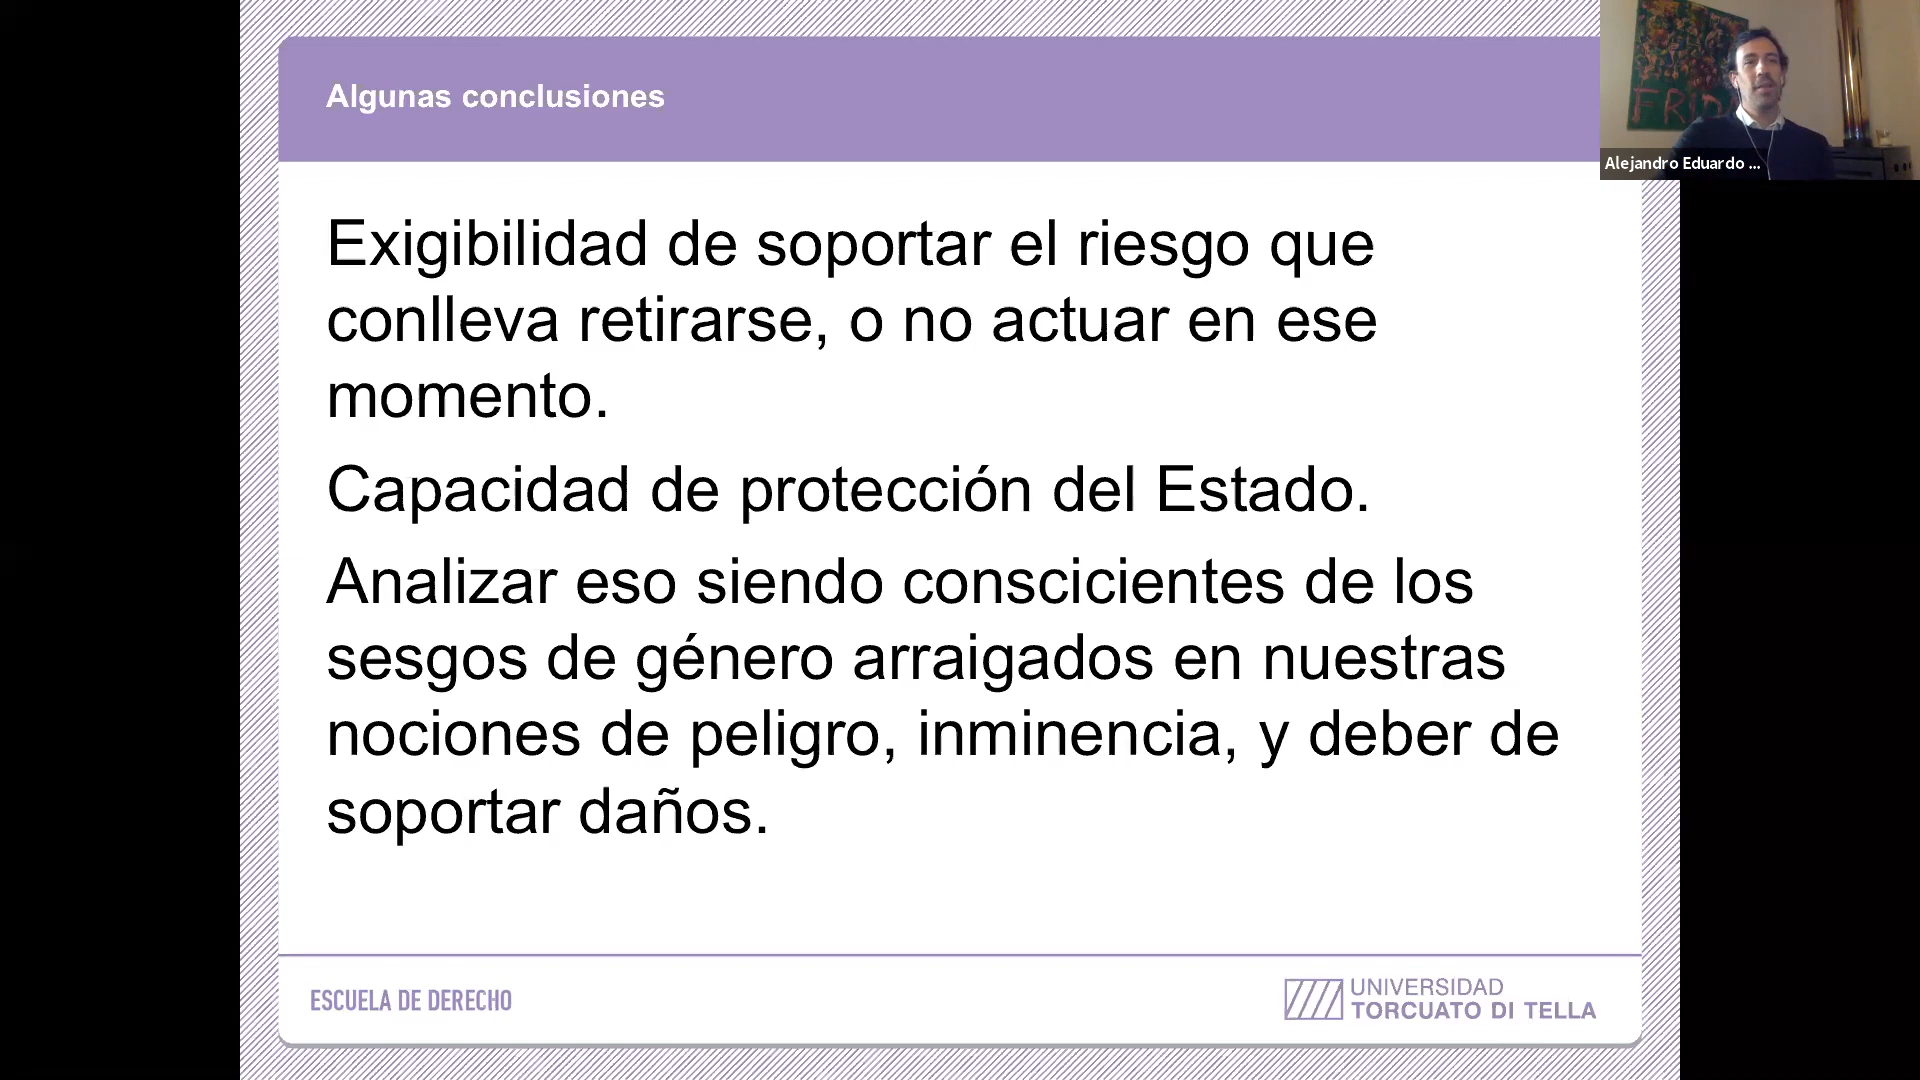 Algunas conclusiones
FRIDA
Alejandro Eduardo ...
Exigibilidad de soportar el riesgo que
conlleva retirarse, o no actuar en ese
momento.
Capacidad de protección del Estado.
Analizar eso siendo conscicientes de los
sesgos de género arraigados en nuestras
nociones de peligro, inminencia, y deber de
soportar daños.
ESCUELA DE DERECHO
UNIVERSIDAD
TORCUATO DI TELLA